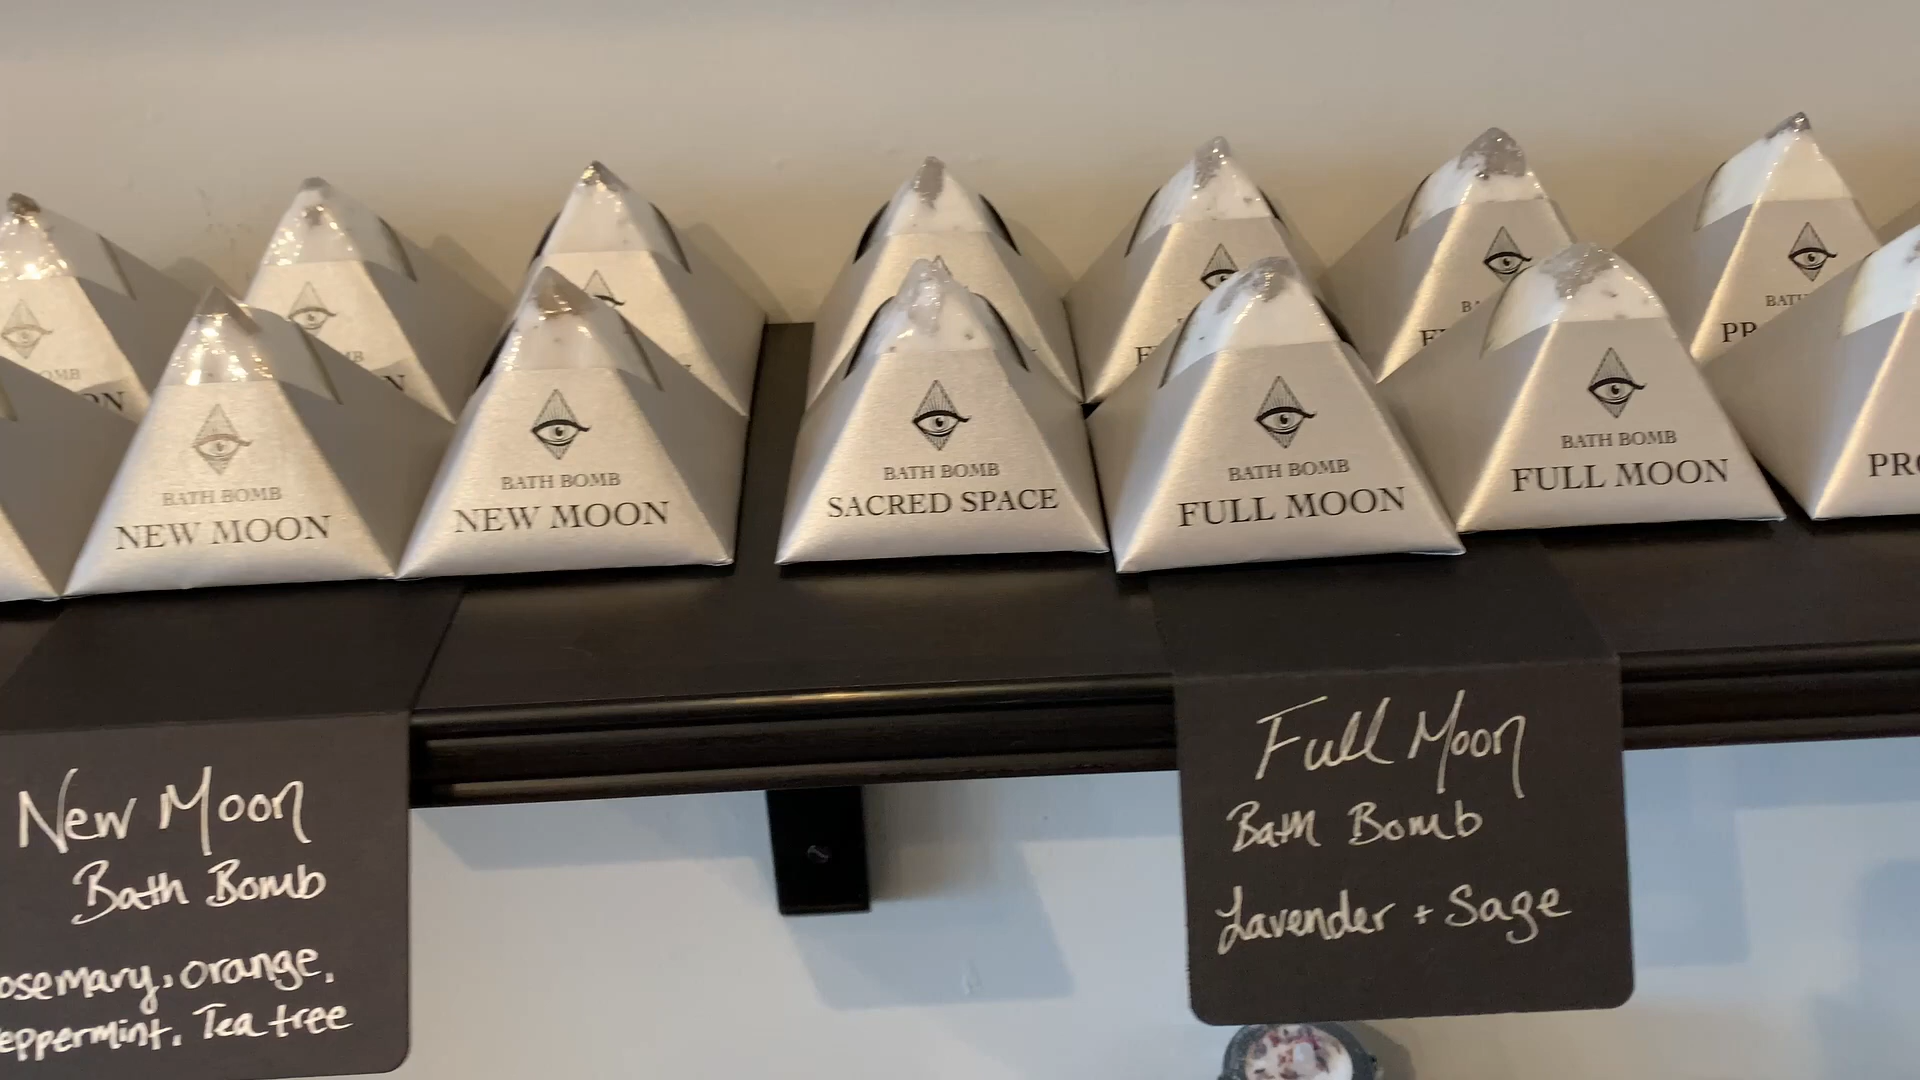 BATH BOMB
NEW MOON
BATH BOMB
NEW MOON
BATH BOMB
SACRED SPACE
BATH BOMB
FULL MOON
BATH BOMB
FULL MOON
New Moon
Bath Bomb
orange,
Tea tree
Full Moon
Bath Bomb
Lavender + Sage